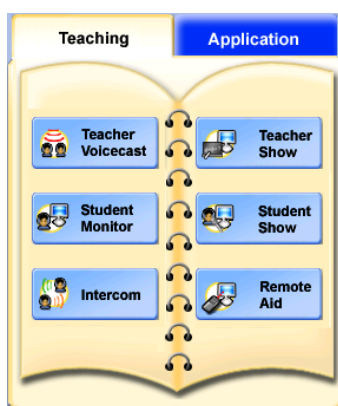 Teaching
Application
Teacher
Voicecast
Teacher
Show
Student
Monitor
Student
Show
Intercom
Remote
Aid